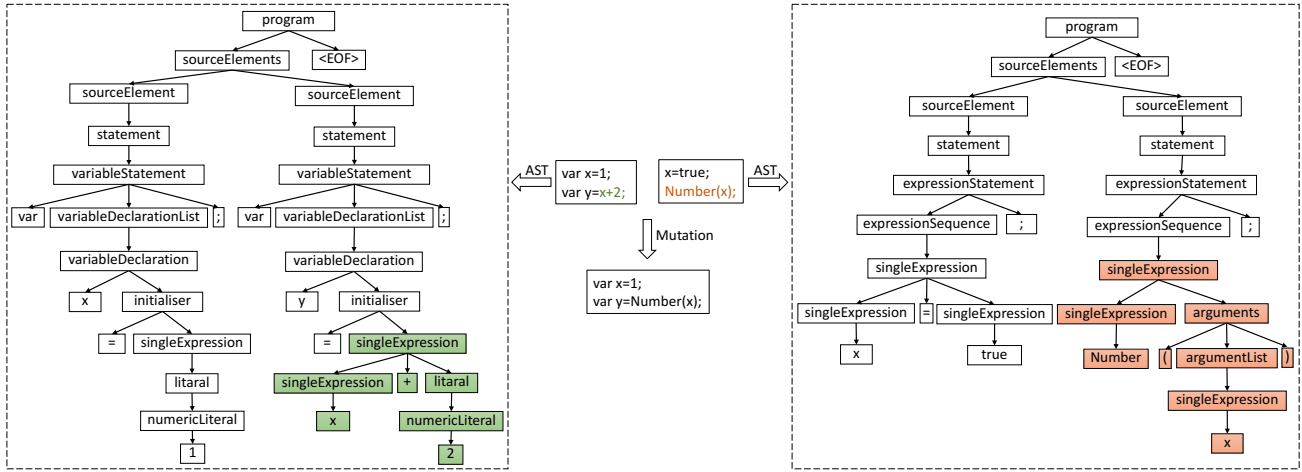 program
sourceElements <EOF>
sourceElement sourceElement
statement statement
variableStatement variableStatement
var variableDeclarationList ; var variableDeclarationList ;
variableDeclaration variableDeclaration
x initialiser y initialiser
= singleExpression = singleExpression
litaral singleExpression + litaral
numericLiteral x numericLiteral
1 2
AST
var x=1;
var y=x+2;
x=true;
Number(x);
AST
Mutation
var x=1;
var y=Number(x);
program
sourceElements <EOF>
sourceElement sourceElement
statement statement
expressionStatement expressionStatement
expressionSequence ; expressionSequence ;
singleExpression singleExpression
singleExpression = singleExpression singleExpression arguments
x true Number ( argumentList )
singleExpression
x